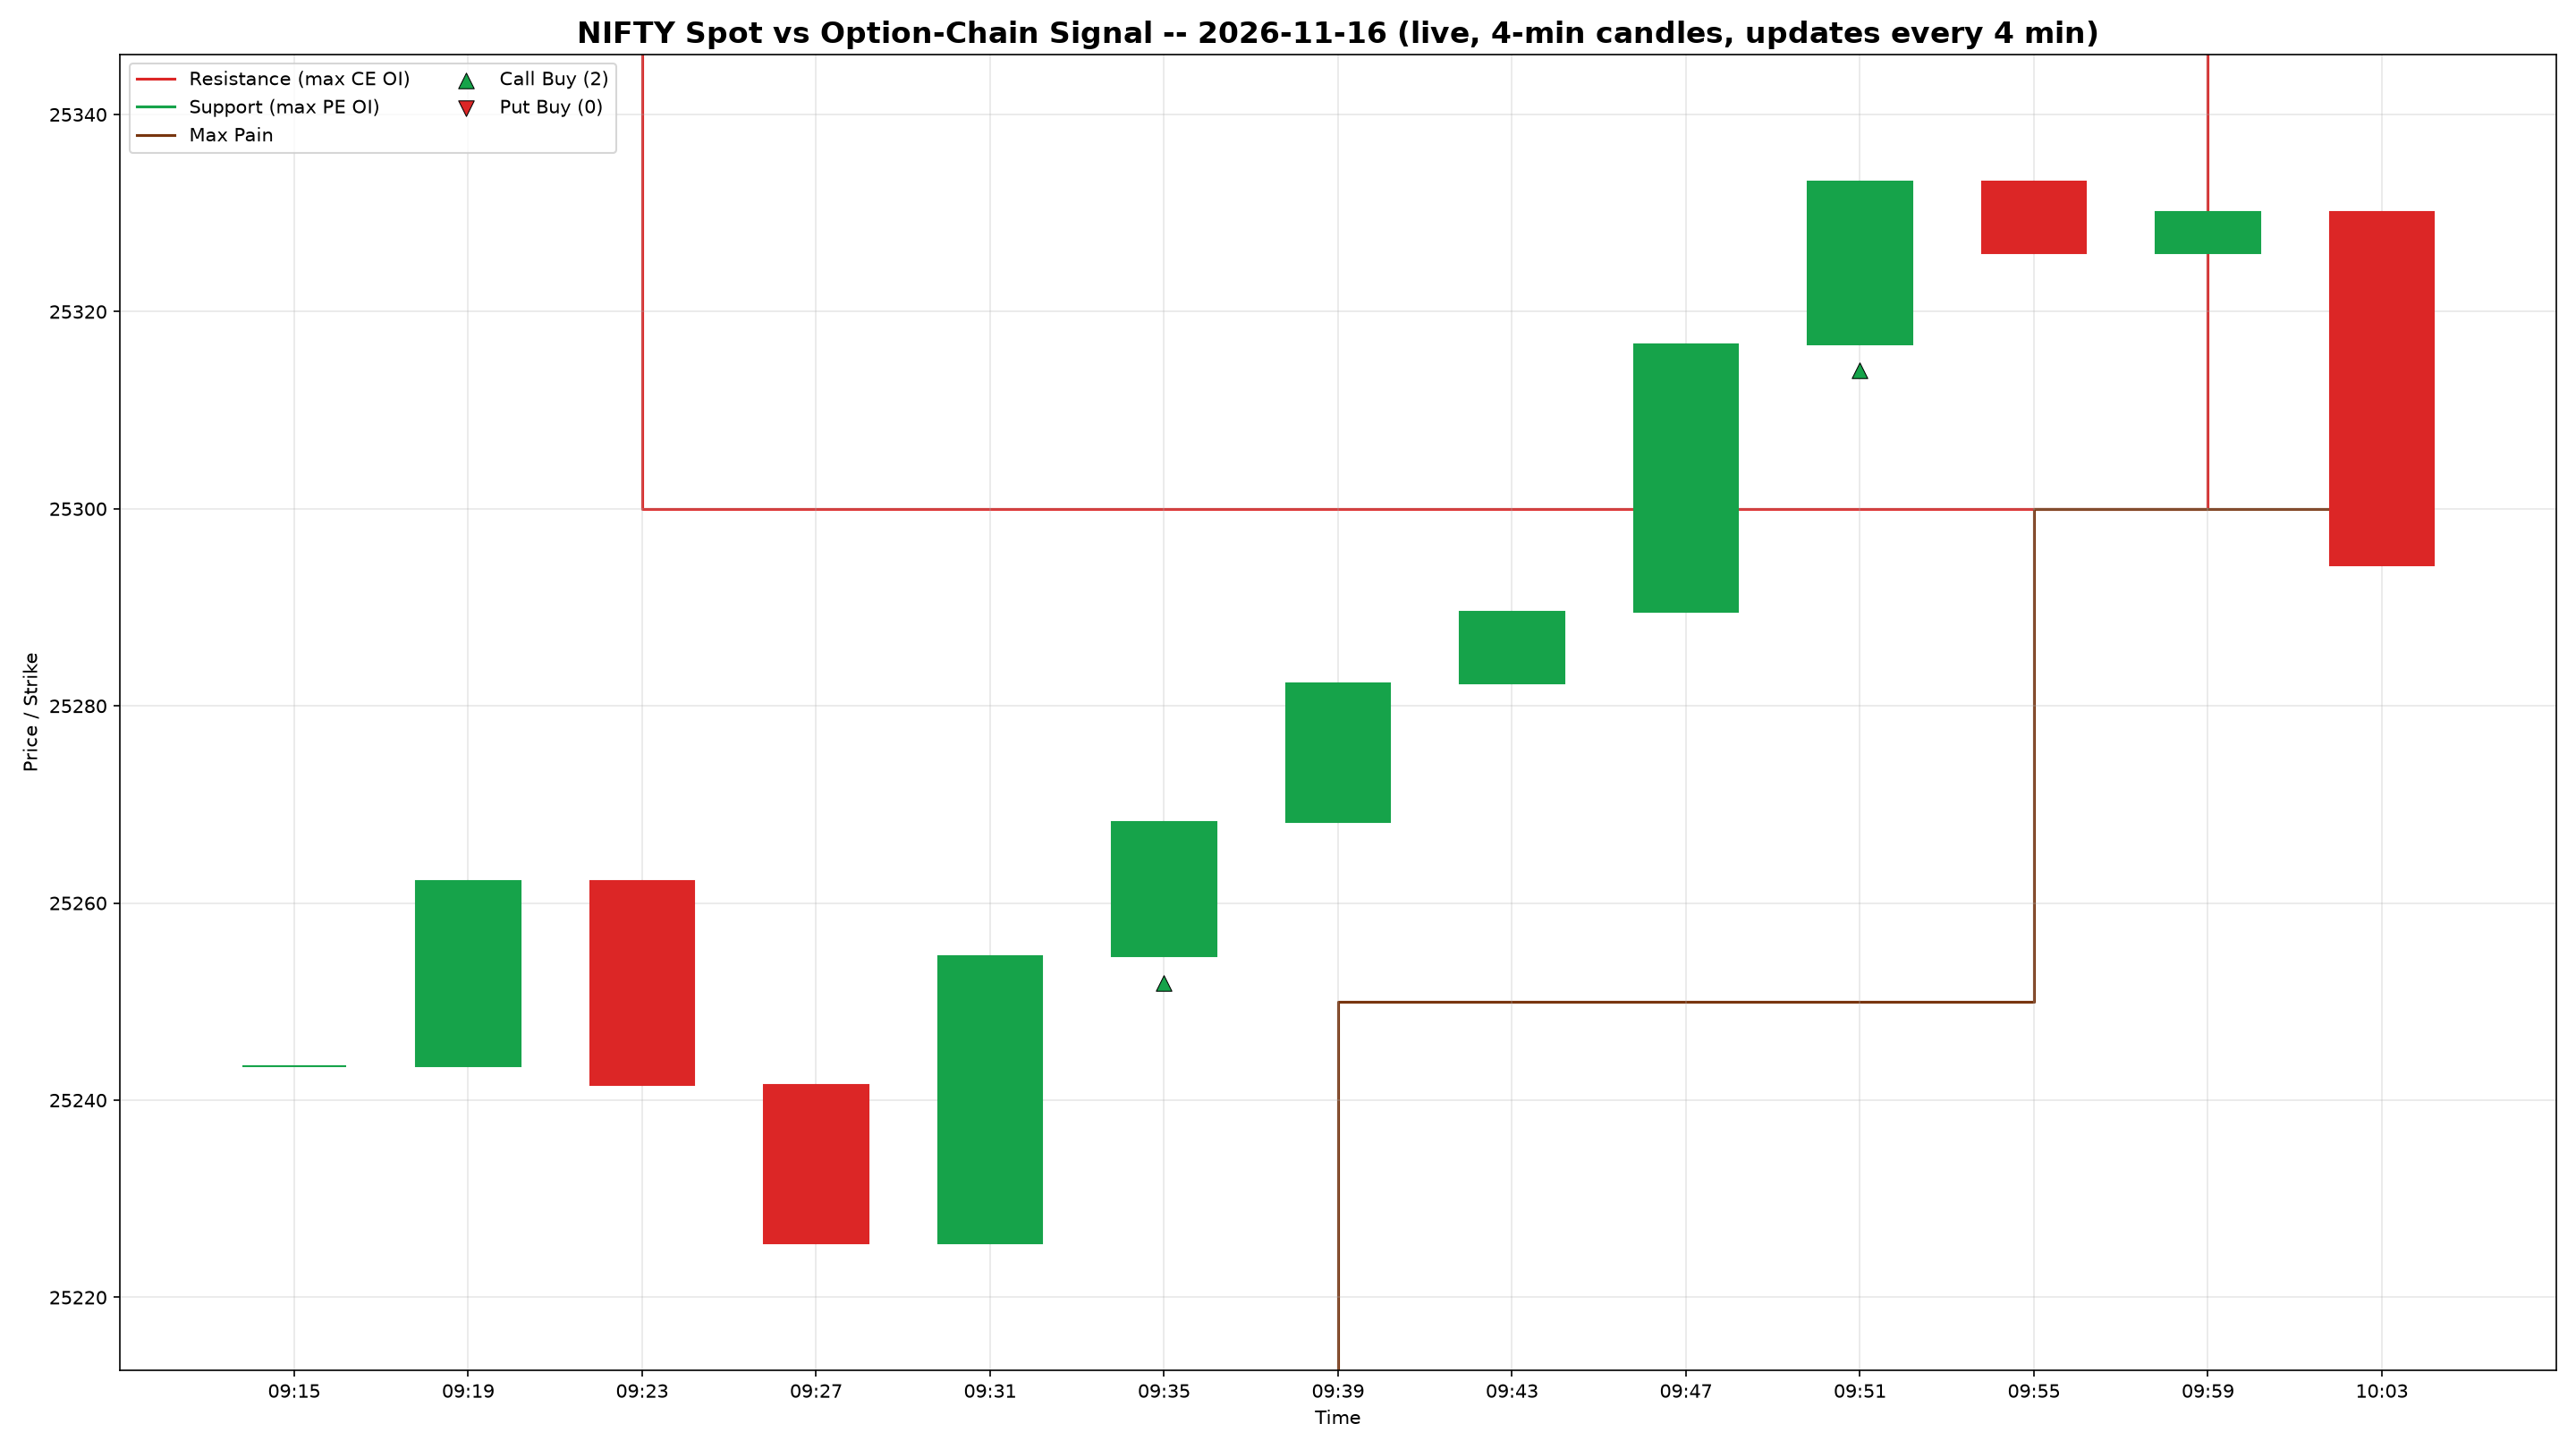 NIFTY Spot vs Option-Chain Signal -- 2026-11-16 (live, 4-min candles, updates every 4 min)
Resistance (max CE OI)
Support (max PE OI)
Max Pain
Call Buy (2)
Put Buy (0)
Price / Strike
25340
25320
25300
25280
25260
25240
25220
09:15 09:19 09:23 09:27 09:31 09:35 09:39 09:43 09:47 09:51 09:55 09:59 10:03
Time